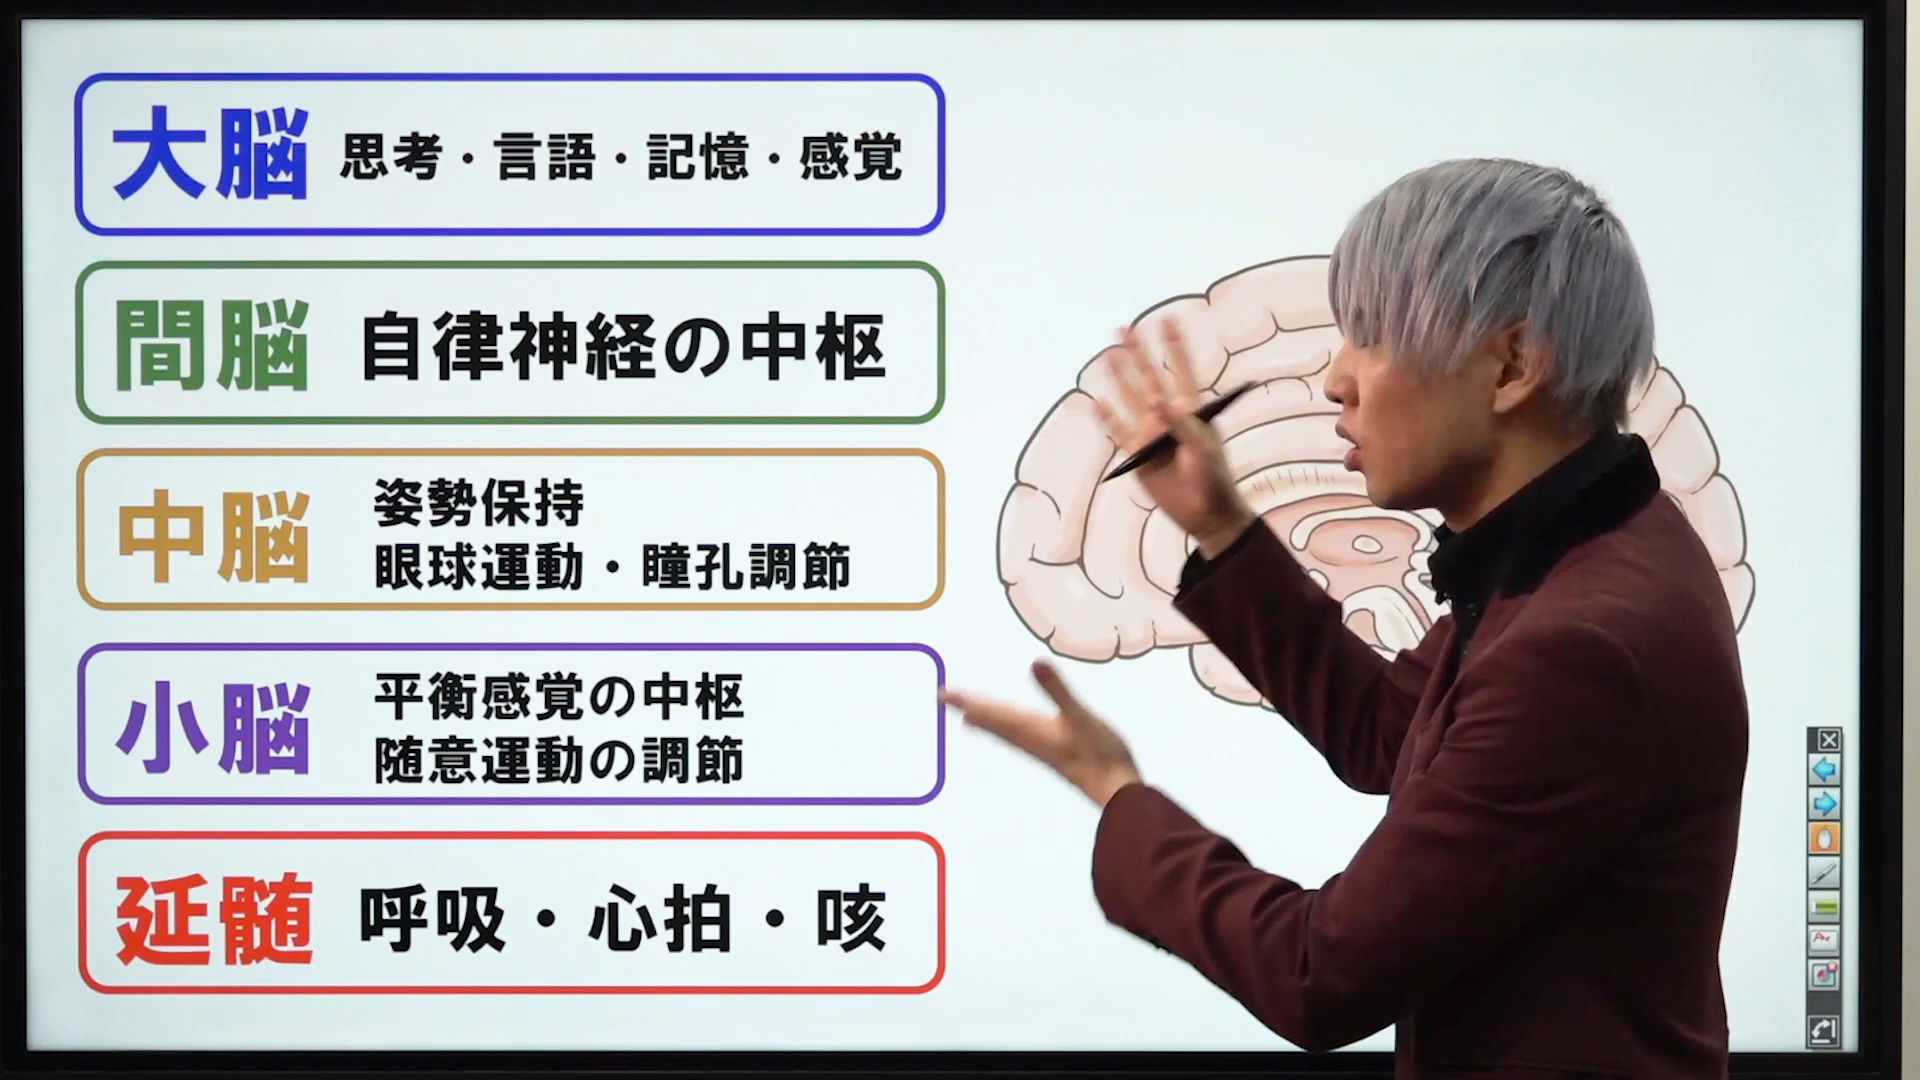 大脳 思考・言語・記憶・感覚
間脳 自律神経の中枢
中脳 姿勢保持
眼球運動・瞳孔調節
小脳 平衡感覚の中枢
随意運動の調節
延髄 呼吸・心拍・咳
Pen